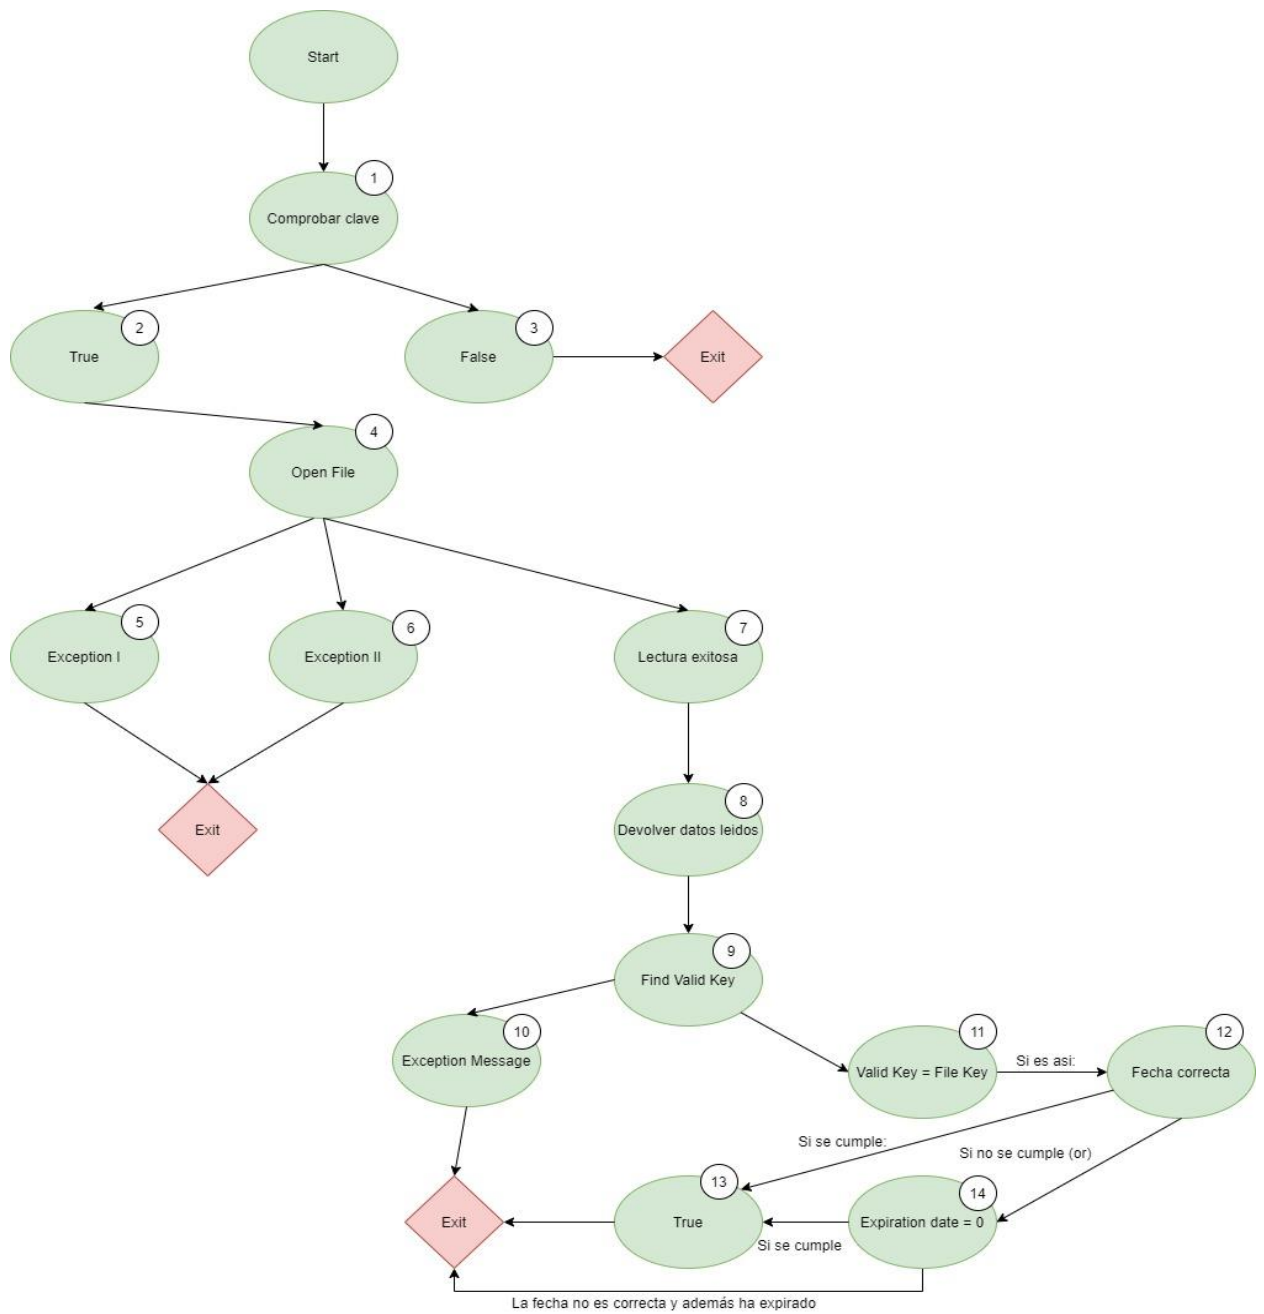 Start
1
Comprobar clave
2
True
3
False
Exit
4
Open File
5
Exception I
6
Exception II
7
Lectura exitosa
Exit
8
Devolver datos leidos
9
Find Valid Key
10
Exception Message
11
Valid Key = File Key
Si es asi:
12
Fecha correcta
Si se cumple:
Si no se cumple (or)
Exit
13
True
Si se cumple
14
Expiration date = 0
La fecha no es correcta y además ha expirado